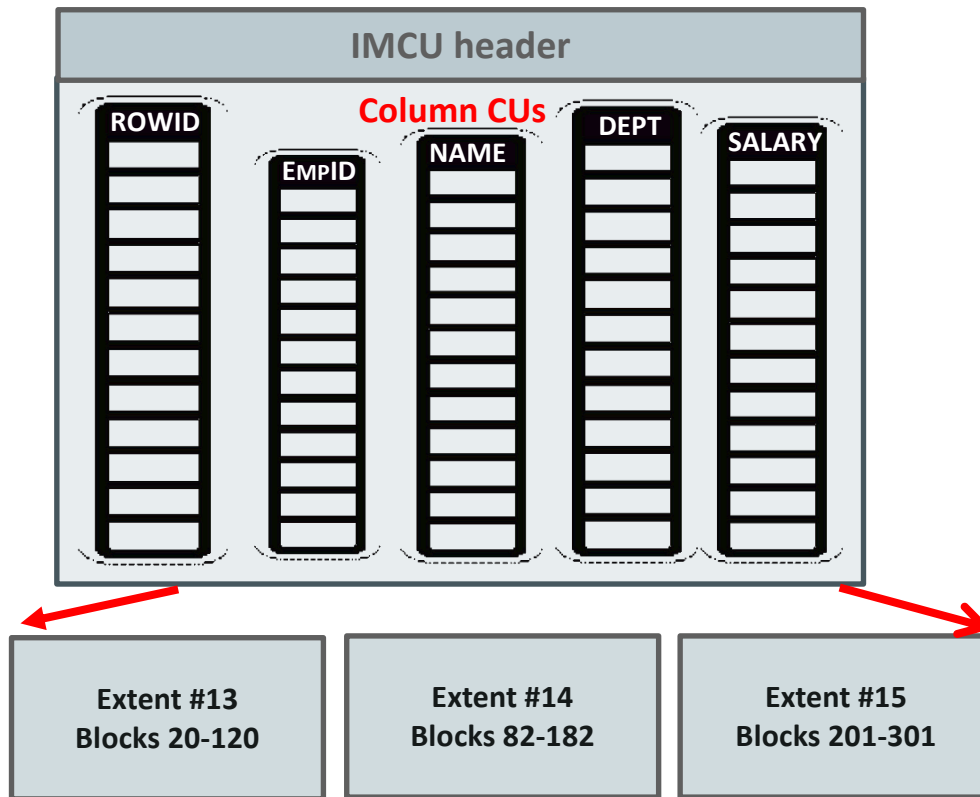 IMCU header
Column CUs
ROWID
EMPID
NAME
DEPT
SALARY
Extent #13
Blocks 20-120
Extent #14
Blocks 82-182
Extent #15
Blocks 201-301